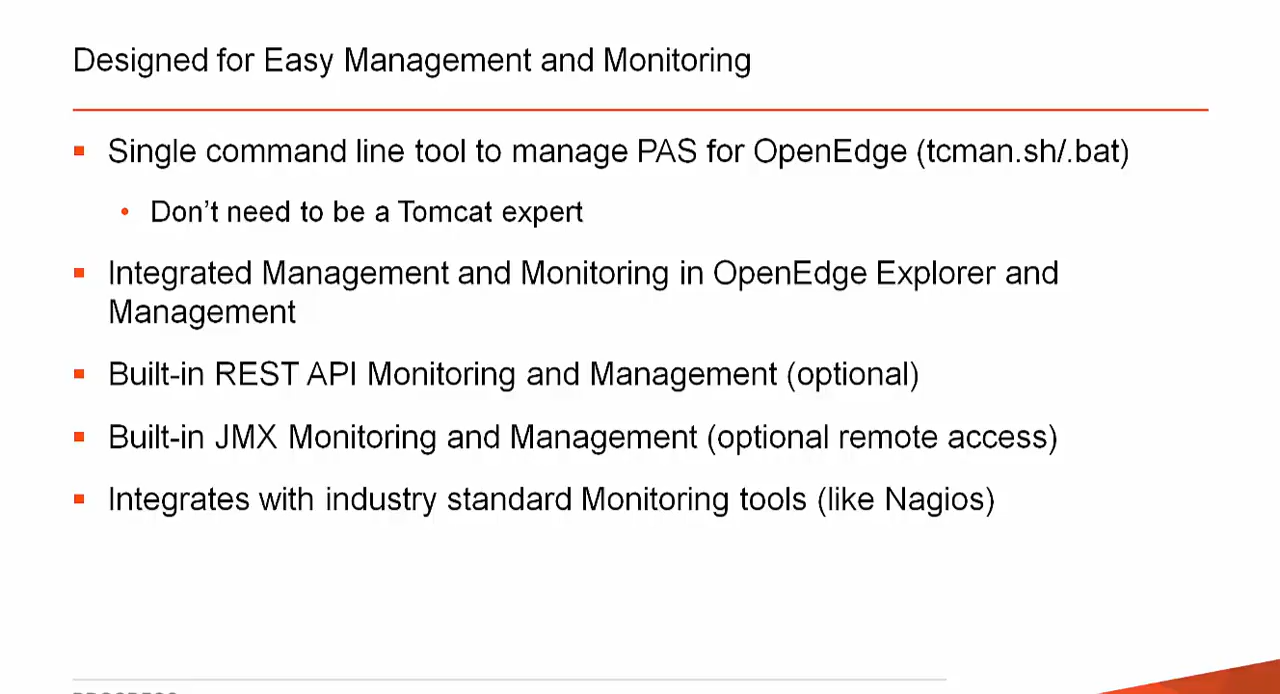 Designed for Easy Management and Monitoring
Single command line tool to manage PAS for OpenEdge (tcman.sh/.bat)
Don't need to be a Tomcat expert
Integrated Management and Monitoring in OpenEdge Explorer and
Management
Built-in REST API Monitoring and Management (optional)
Built-in JMX Monitoring and Management (optional remote access)
Integrates with industry standard Monitoring tools (like Nagios)